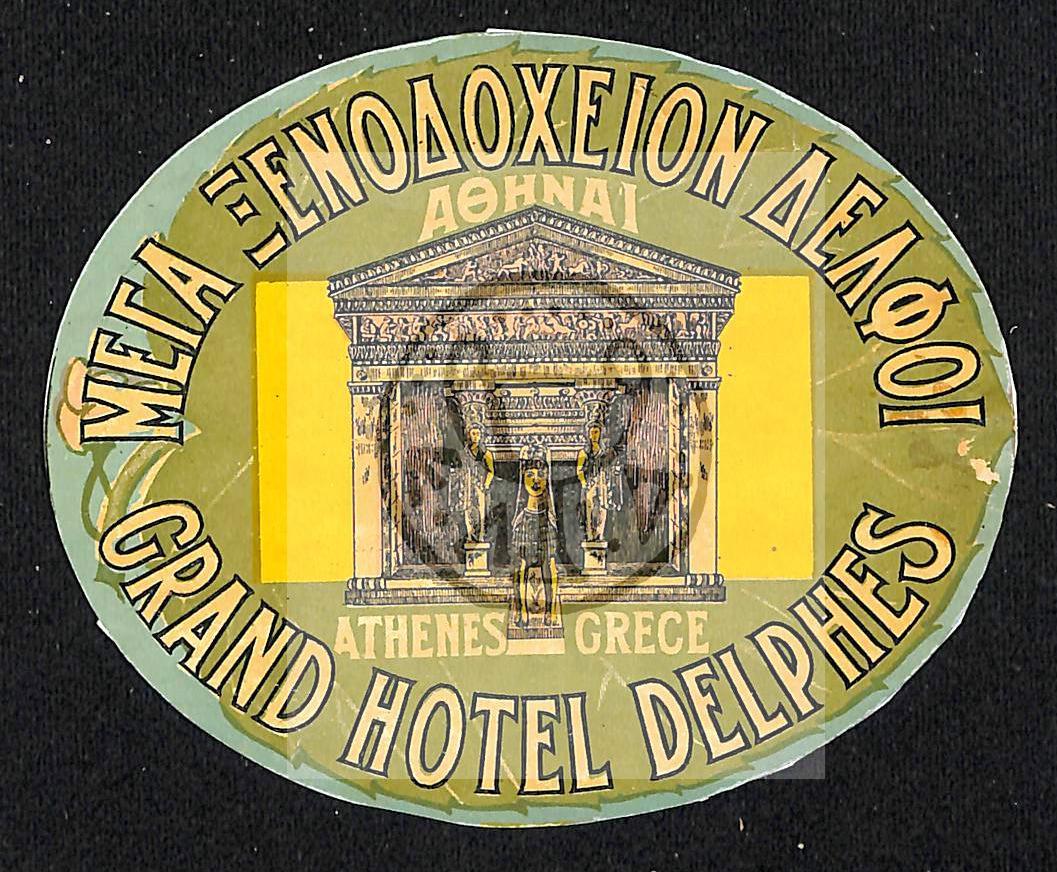 ΜΕΓΑ ΞΕΝΟΔΟΧΕΙΟΝ ΔΕΛΦΟΙ
ΑΘΗΝΑΙ
ATHENES GRECE
GRAND HOTEL DELPHES